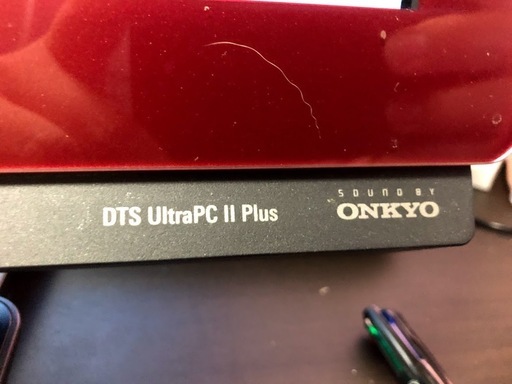 DTS UltraPC II Plus
SOUND BY
ONKYO